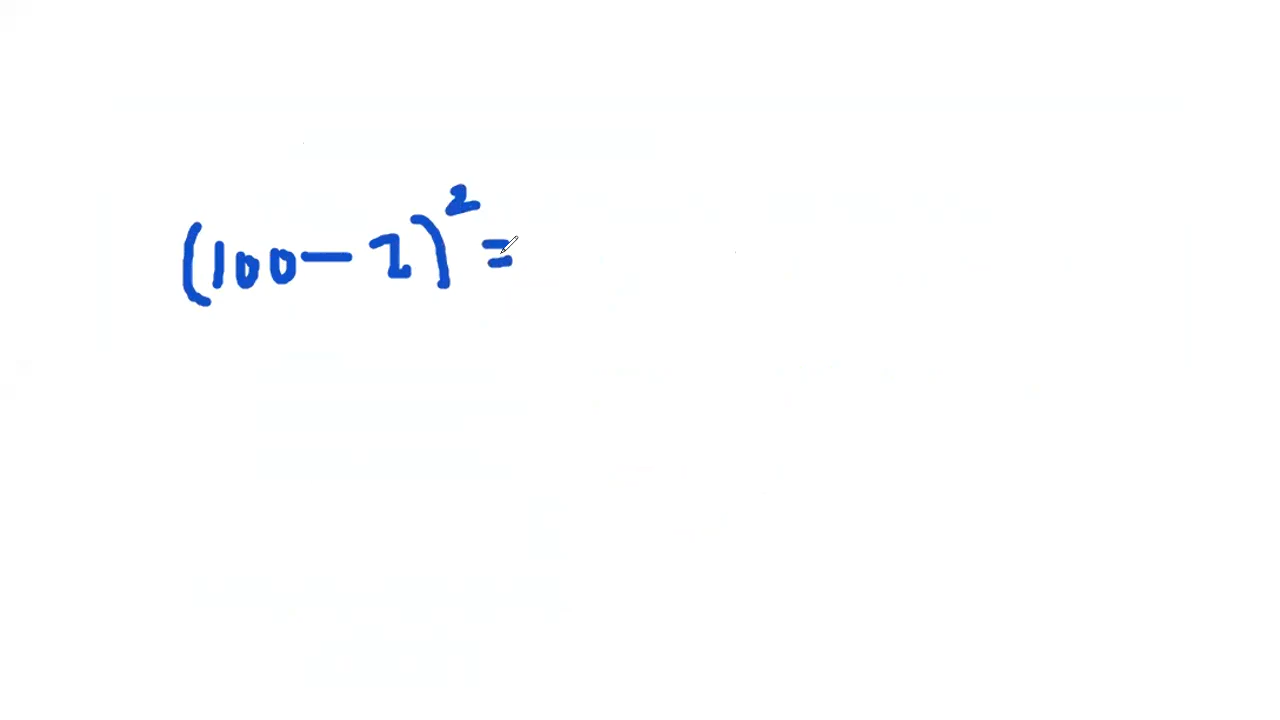 (100 - 2)² =